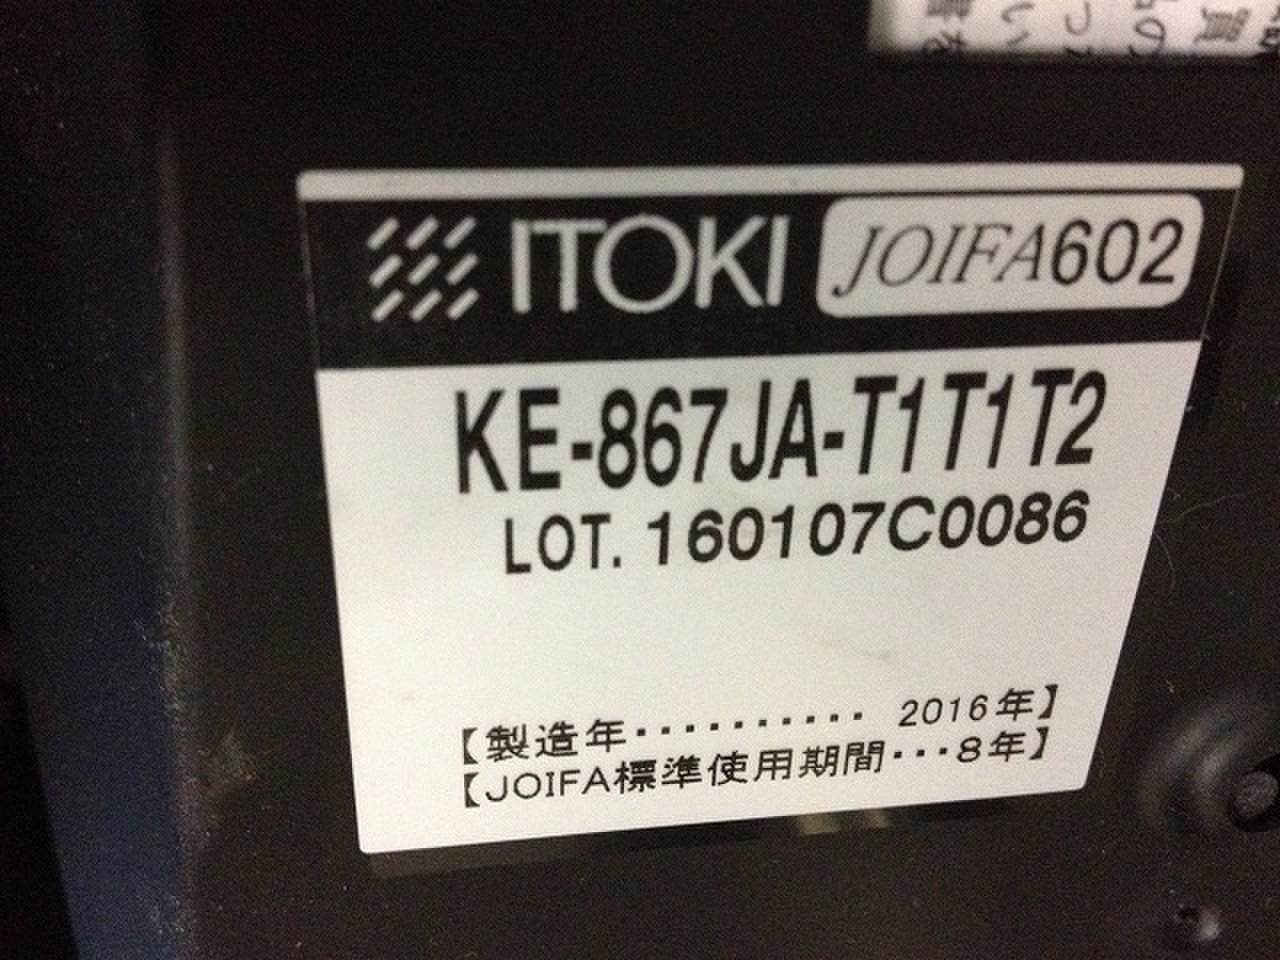 ITOKI JOIFA602
KE-867JA-T1T1T2
LOT. 160107C0086
【製造年・・・・・・・・・・ 2016年】
【JOIFA標準使用期間・・・8年】